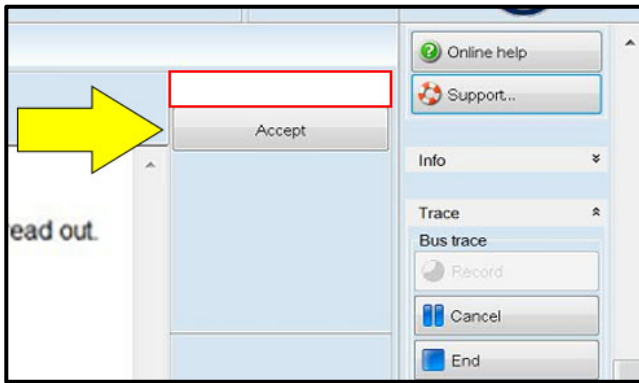 Online help
Support...
Accept
Info
ead out.
Trace
Bus trace
Record
Cancel
End